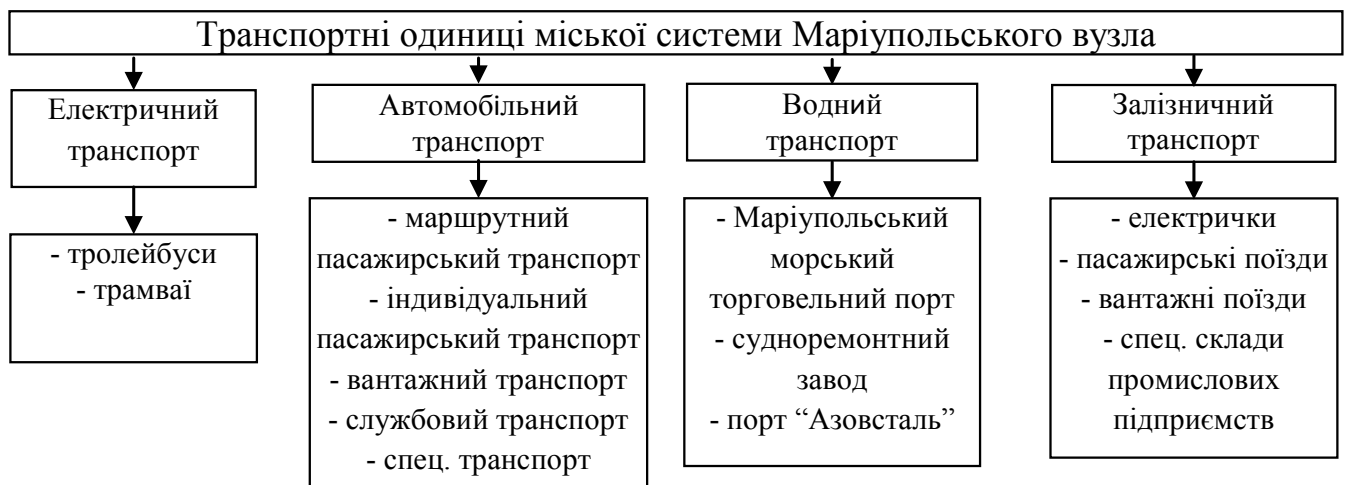 Транспортні одиниці міської системи Маріупольського вузла
Електричний
транспорт
- тролейбуси
- трамваї
Автомобільний
транспорт
- маршрутний
пасажирський транспорт
- індивідуальний
пасажирський транспорт
- вантажний транспорт
- службовий транспорт
- спец. транспорт
Водний
транспорт
- Маріупольський
морський
торговельний порт
- судноремонтний
завод
- порт “Азовсталь”
Залізничний
транспорт
- електрички
- пасажирські поїзди
- вантажні поїзди
- спец. склади
промислових
підприємств